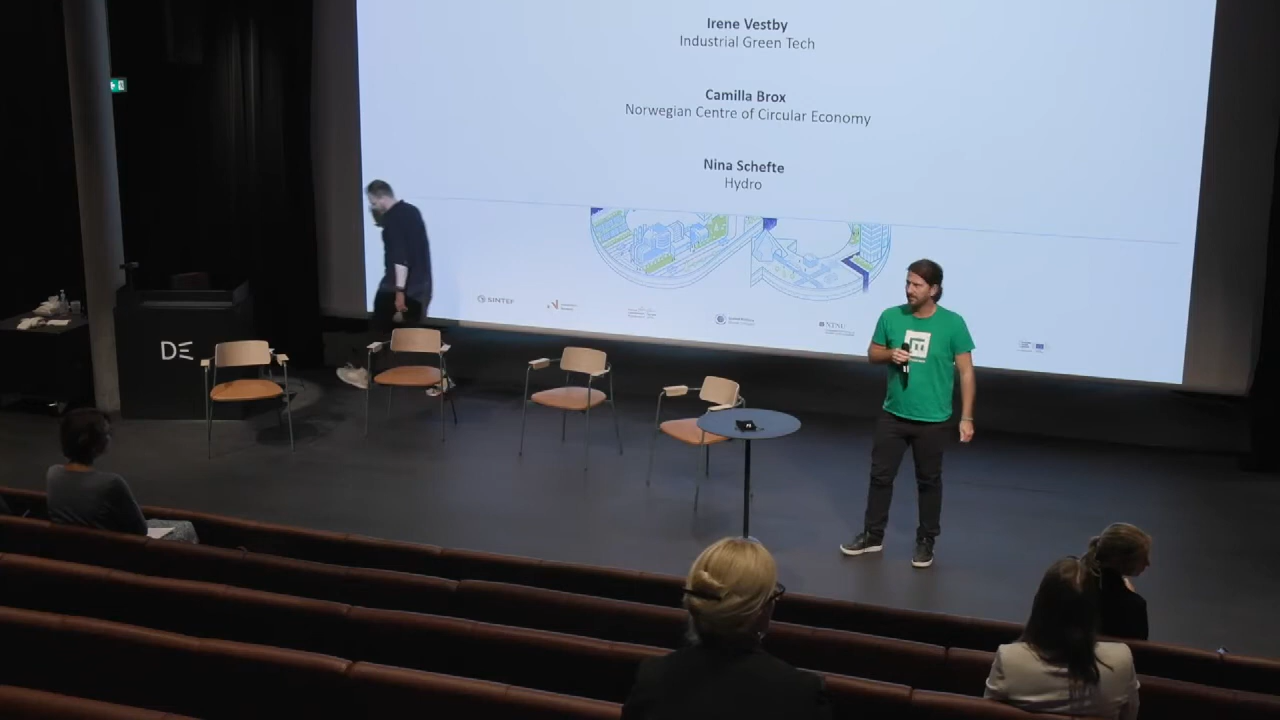 Irene Vestby
Industrial Green Tech
Camilla Brox
Norwegian Centre of Circular Economy
Nina Schefte
Hydro
SINTEF
NTNU
DE